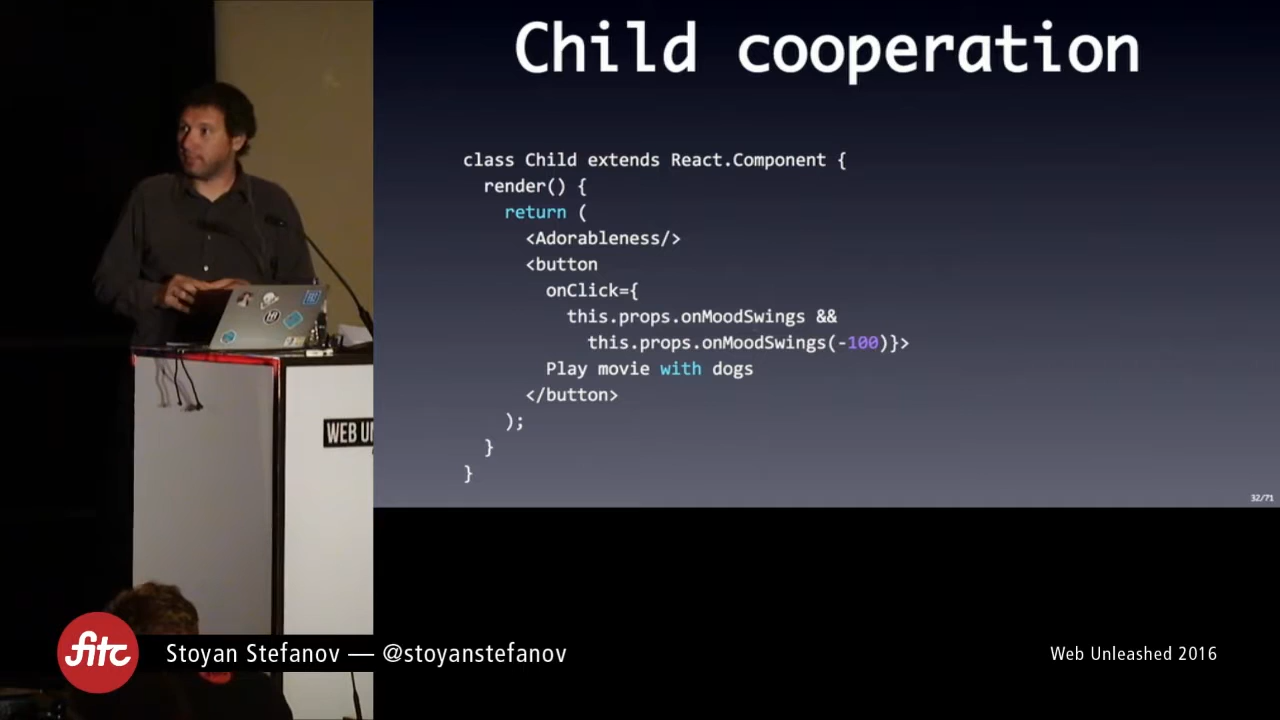 Child cooperation
class Child extends React.Component {
render() {
return (
<Adorableness/>
<button
onClick={
this.props.onMoodSwings &&
this.props.onMoodSwings(-100)}>
Play movie with dogs
</button>
);
}
}
32/71
WEB U
fitc
Stoyan Stefanov — @stoyanstefanov
Web Unleashed 2016